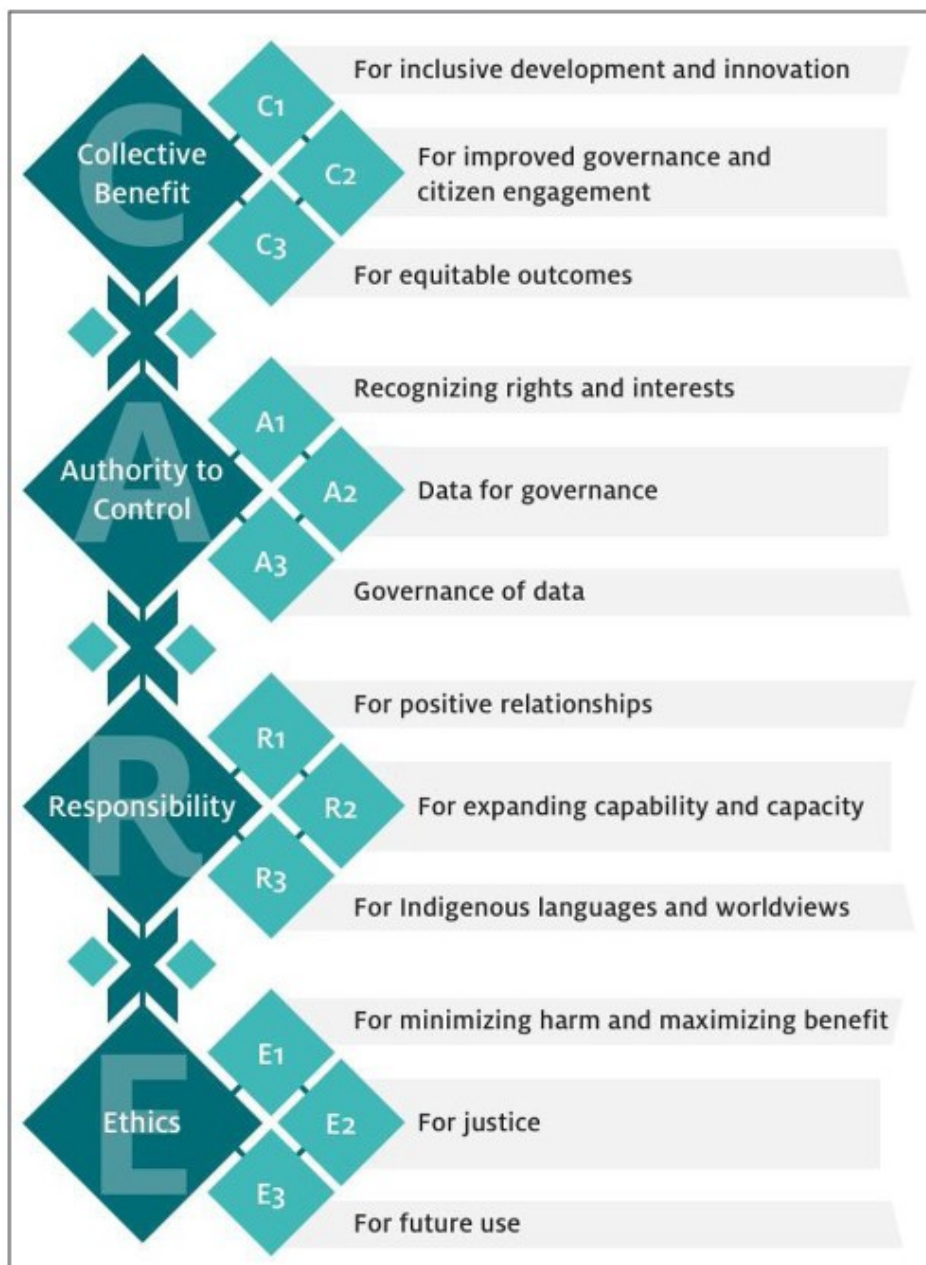 C
Collective
Benefit
C1
For inclusive development and innovation
C2
For improved governance and
citizen engagement
C3
For equitable outcomes
A
Authority to
Control
A1
Recognizing rights and interests
A2
Data for governance
A3
Governance of data
R
Responsibility
R1
For positive relationships
R2
For expanding capability and capacity
R3
For Indigenous languages and worldviews
E
Ethics
E1
For minimizing harm and maximizing benefit
E2
For justice
E3
For future use